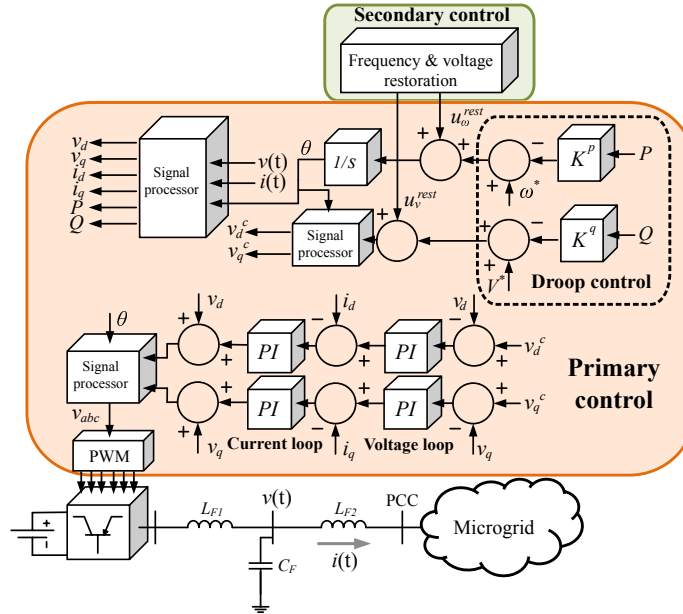 Secondary control
Frequency & voltage
restoration
u_ω^rest
θ
v_d
v_q
i_d
i_q
P
Q
Signal
processor
v(t)
i(t)
1/s
+
+
+
−
+
ω*
K^p
P
u_v^rest
v_d^c
v_q^c
Signal
processor
+
+
+
−
+
V*
K^q
Q
Droop control
θ
v_d
i_d
v_d
Signal
processor
+
+
PI
−
+
PI
−
+
v_d^c
Primary
control
+
+
PI
−
+
PI
−
+
v_q^c
v_abc
v_q
Current loop
i_q
Voltage loop
v_q
PWM
+
-
L_F1
v(t)
L_F2
PCC
Microgrid
C_F
i(t)